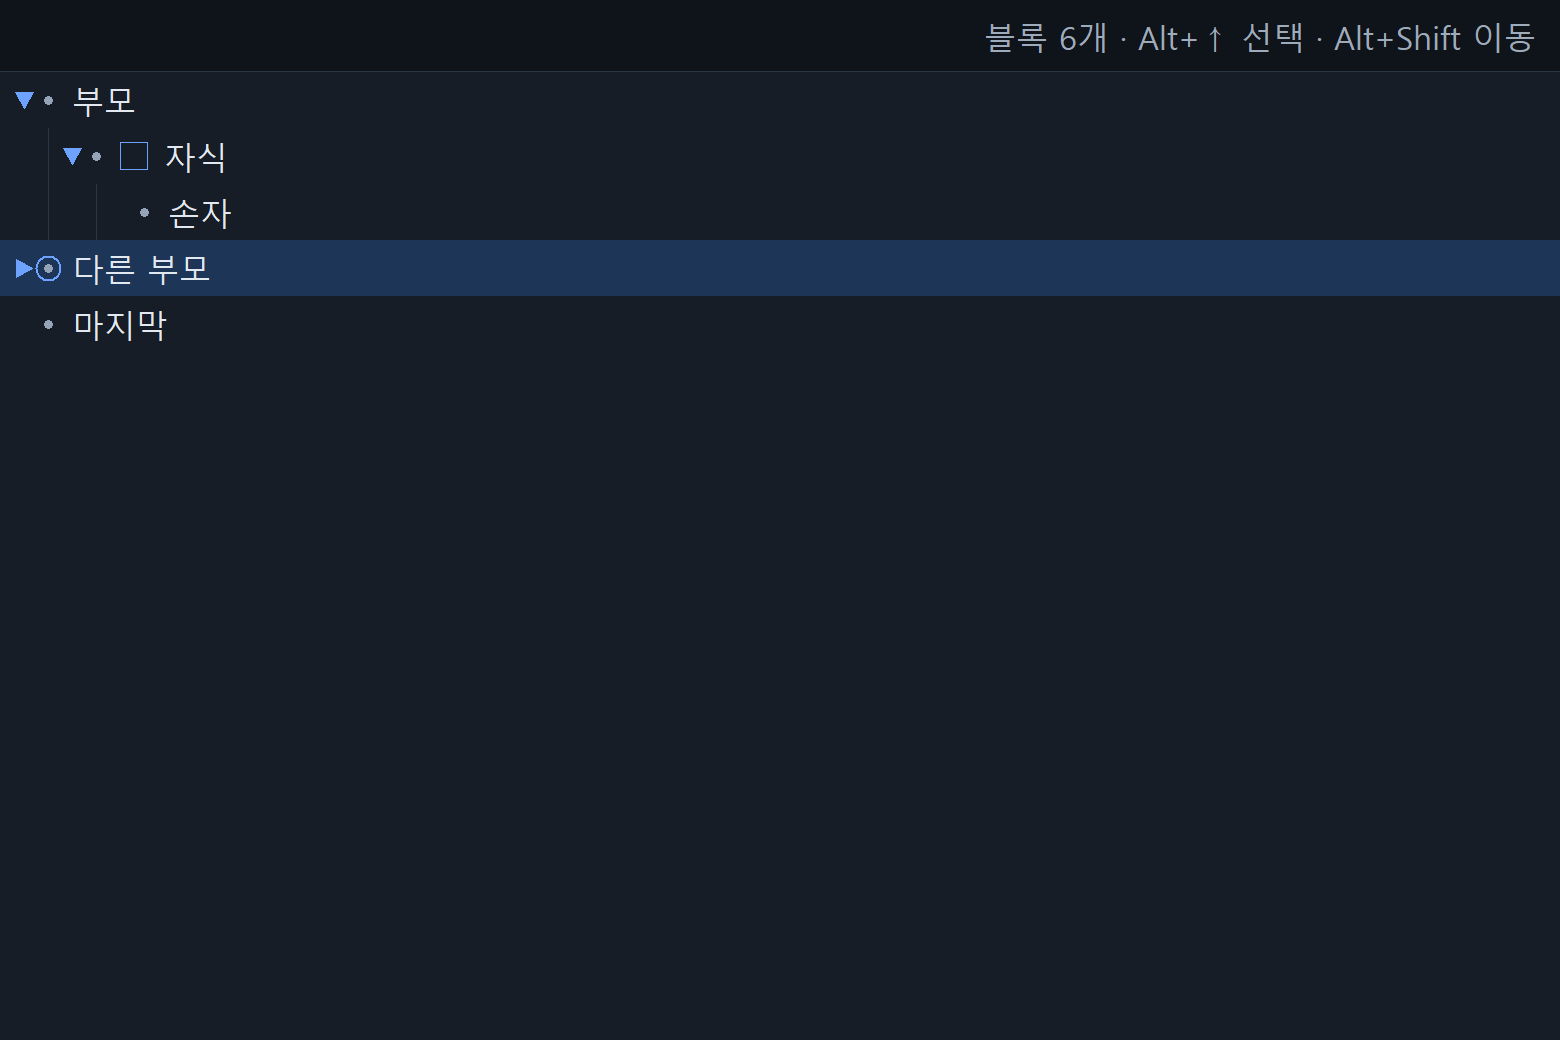 블록 6개 · Alt+↑ 선택 · Alt+Shift 이동
부모
자식
손자
다른 부모
마지막